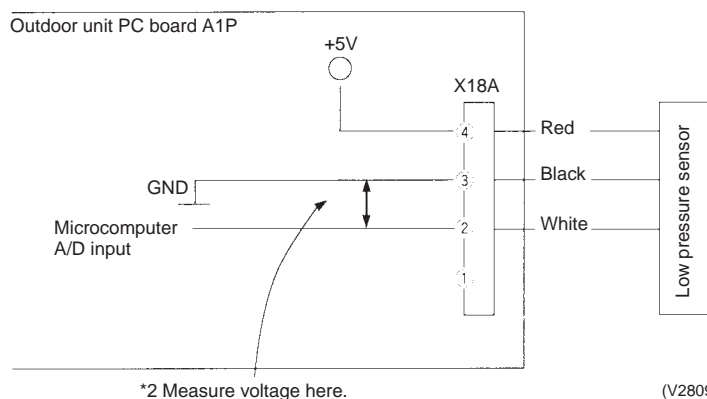 Outdoor unit PC board A1P
+5V
X18A
4
Red
3
Black
GND
2
White
Microcomputer
A/D input
1
Low pressure sensor
*2 Measure voltage here.
(V2809